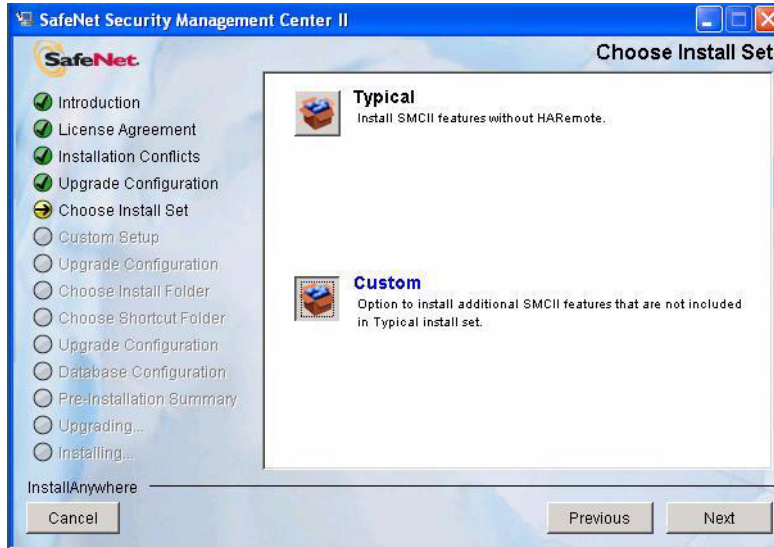 SafeNet Security Management Center II
SafeNet
Choose Install Set
Introduction
License Agreement
Installation Conflicts
Upgrade Configuration
Choose Install Set
Custom Setup
Upgrade Configuration
Choose Install Folder
Choose Shortcut Folder
Upgrade Configuration
Database Configuration
Pre-Installation Summary
Upgrading...
Installing...
Typical
Install SMCII features without HARemote.
Custom
Option to install additional SMCII features that are not included
in Typical install set.
InstallAnywhere
Cancel
Previous
Next